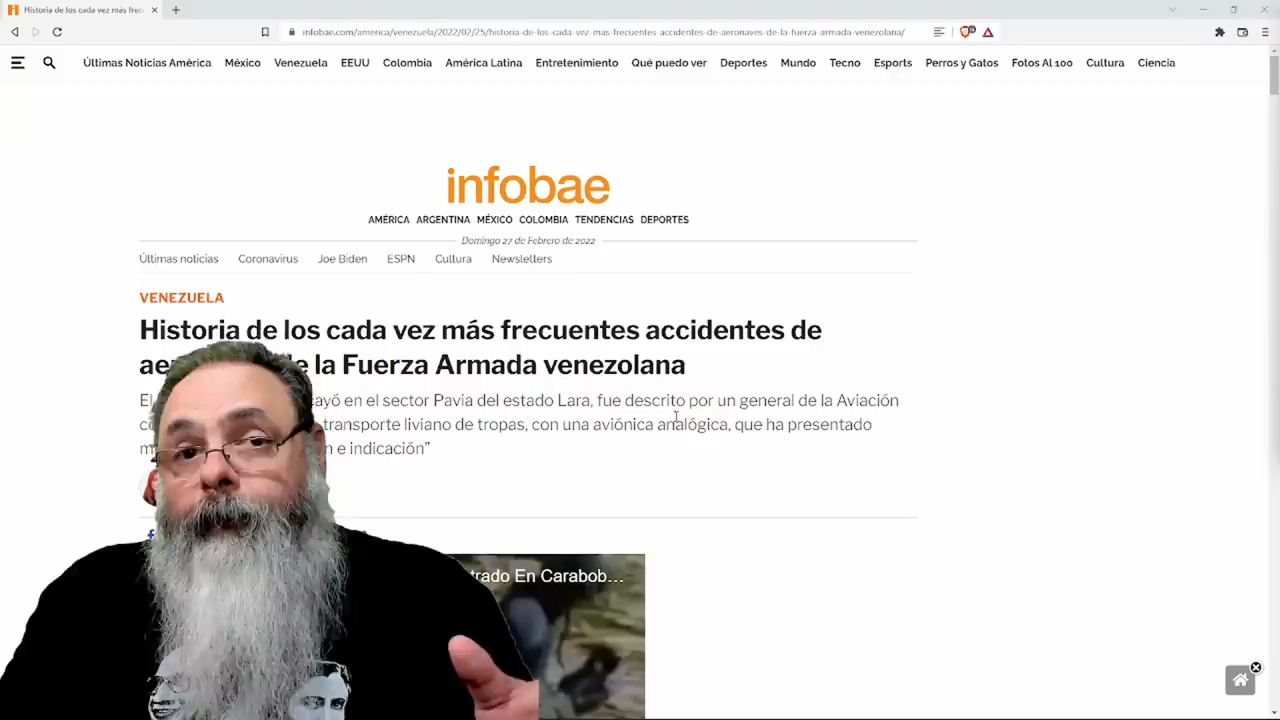 Historia de los cada vez más frec
infobae.com/america/venezuela/2022/02/25/historia-de-los-cada-vez-mas-frecuentes-accidentes-de-aeronaves-de-la-fuerza-armada-venezolana/
Últimas Noticias América México Venezuela EEUU Colombia América Latina Entretenimiento Qué puedo ver Deportes Mundo Tecno Esports Perros y Gatos Fotos Al 100 Cultura Ciencia
infobae
AMÉRICA ARGENTINA MÉXICO COLOMBIA TENDENCIAS DEPORTES
Domingo 27 de Febrero de 2022
Últimas noticias Coronavirus Joe Biden ESPN Cultura Newsletters
VENEZUELA
Historia de los cada vez más frecuentes accidentes de
la Fuerza Armada venezolana
El ayó en el sector Pavia del estado Lara, fue descrito por un general de la Aviación
transporte liviano de tropas, con una aviónica analógica, que ha presentado
e indicación”
trado En Carabob...